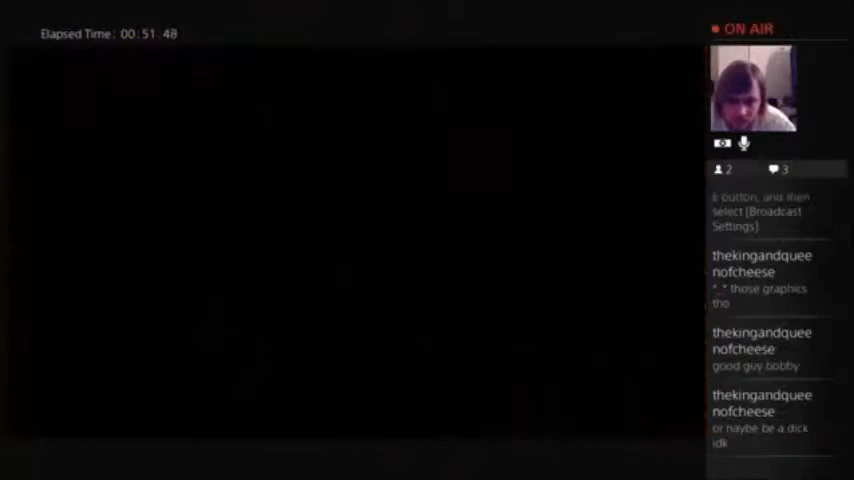 Elapsed Time: 00:51:48
ON AIR
2
3
button, and then
select [Broadcast
Settings]
thekingandquee
nofcheese
*_* those graphics
tho
thekingandquee
nofcheese
good guy bobby
thekingandquee
nofcheese
or naybe be a dick
idk